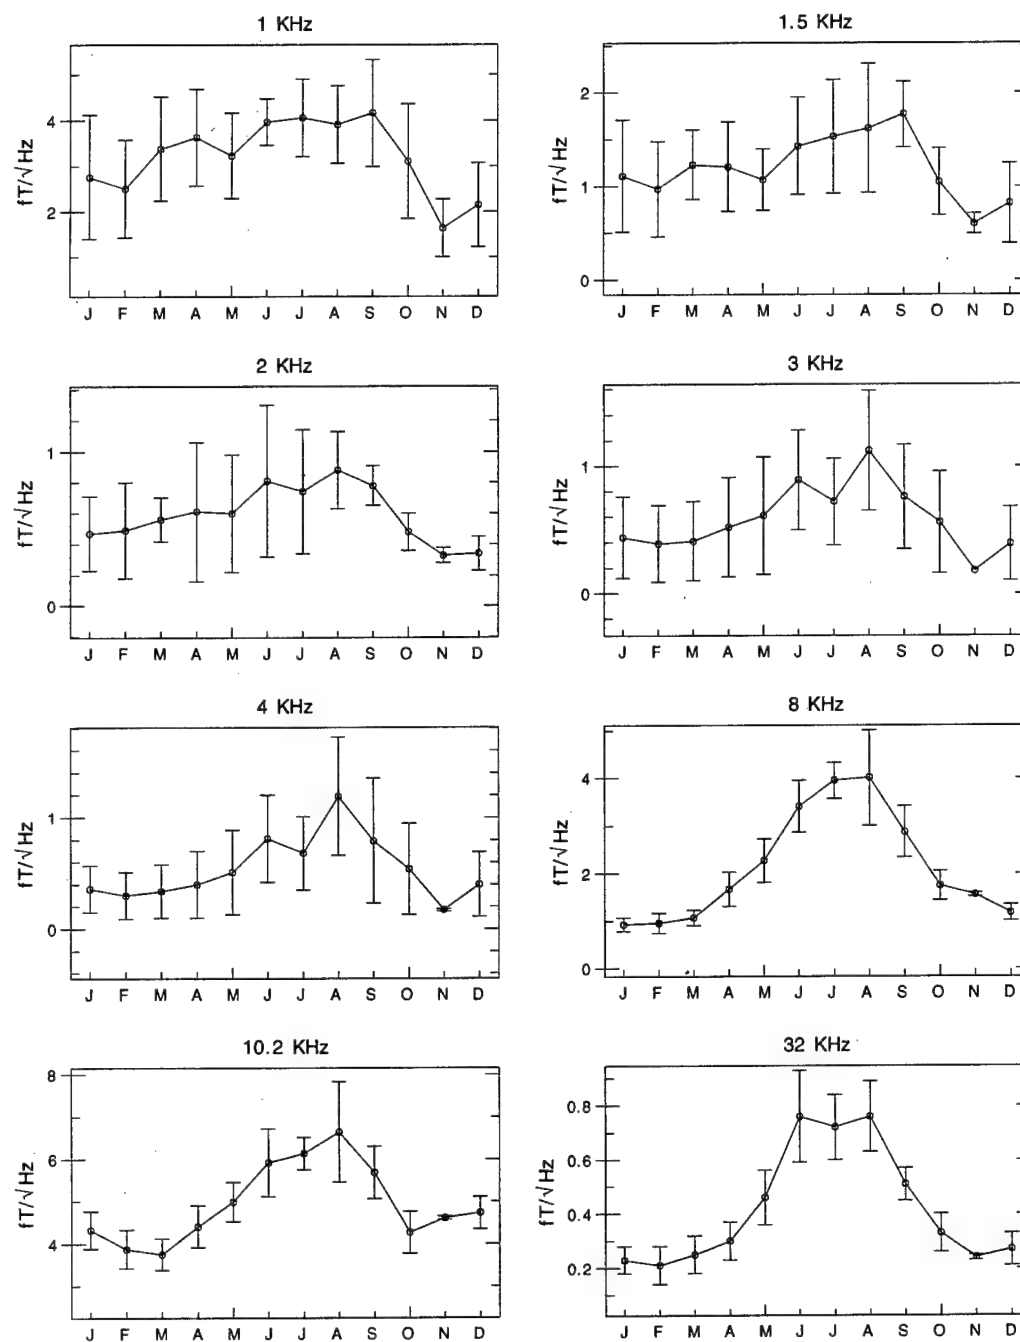 1 KHz
1.5 KHz
fT/√Hz
4
2
J F M A M J J A S O N D
fT/√Hz
2
1
0
J F M A M J J A S O N D
2 KHz
3 KHz
fT/√Hz
1
0
J F M A M J J A S O N D
fT/√Hz
1
0
J F M A M J J A S O N D
4 KHz
8 KHz
fT/√Hz
1
0
J F M A M J J A S O N D
fT/√Hz
4
2
0
J F M A M J J A S O N D
10.2 KHz
32 KHz
fT/√Hz
8
6
4
J F M A M J J A S O N D
fT/√Hz
0.8
0.6
0.4
0.2
J F M A M J J A S O N D